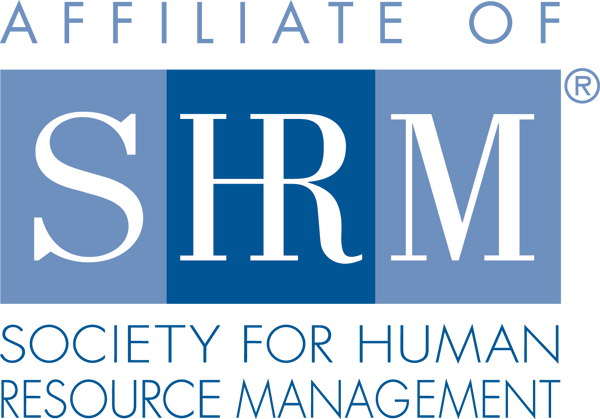 AFFILIATE OF
SHRM®
SOCIETY FOR HUMAN
RESOURCE MANAGEMENT